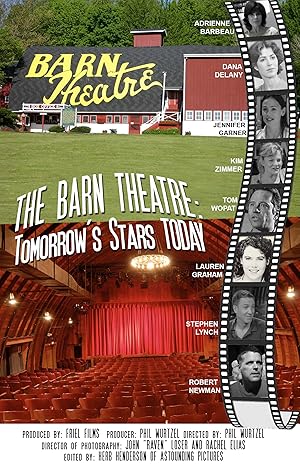 ADRIENNE
BARBEAU
BARN
Theatre
DANA
DELANY
BOX OFFICE
JENNIFER
GARNER
KIM
ZIMMER
THE BARN THEATRE:
TOMORROW'S STARS TODAY
TOM
WOPAT
LAUREN
GRAHAM
STEPHEN
LYNCH
ROBERT
NEWMAN
PRODUCED BY: FRIEL FILMS PRODUCER: PHIL WURTZEL DIRECTED BY: PHIL WURTZEL
DIRECTOR OF PHOTOGRAPHY: JOHN "RAVEN" LOSER AND RACHEL ELIAS
EDITED BY: HERB HENDERSON OF ASTOUNDING PICTURES